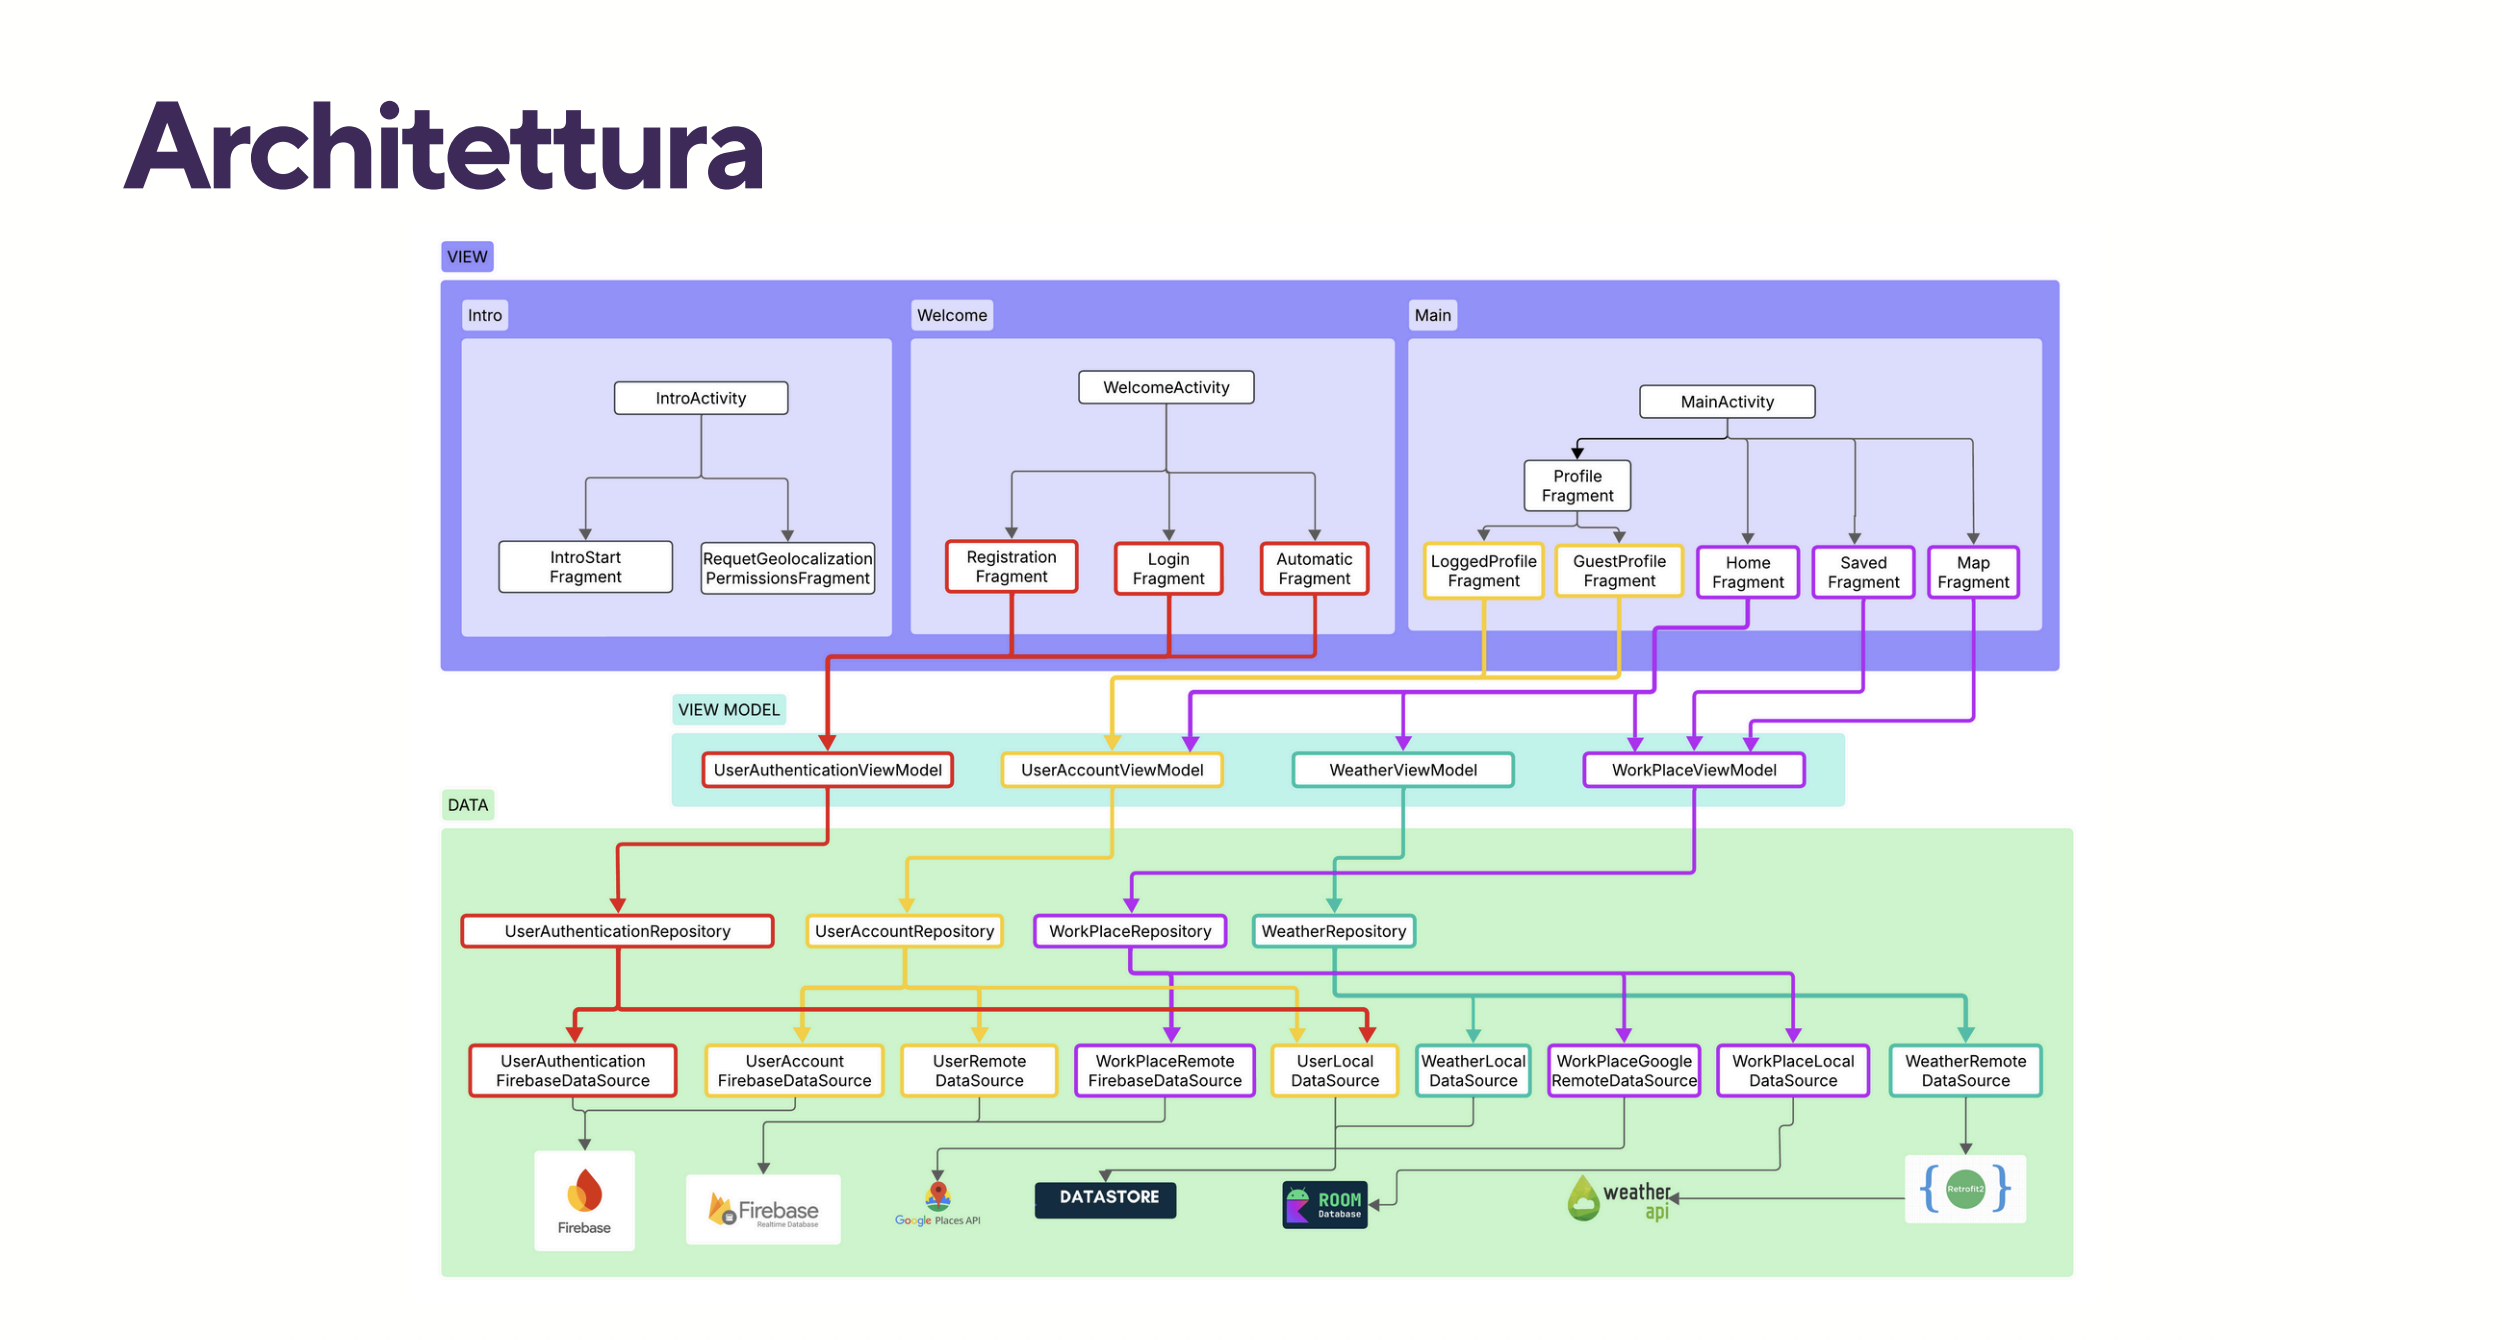 Architettura
VIEW
Intro
Welcome
Main
IntroActivity
WelcomeActivity
MainActivity
Profile
Fragment
IntroStart
Fragment
RequetGeolocalization
PermissionsFragment
Registration
Fragment
Login
Fragment
Automatic
Fragment
LoggedProfile
Fragment
GuestProfile
Fragment
Home
Fragment
Saved
Fragment
Map
Fragment
VIEW MODEL
UserAuthenticationViewModel
UserAccountViewModel
WeatherViewModel
WorkPlaceViewModel
DATA
UserAuthenticationRepository
UserAccountRepository
WorkPlaceRepository
WeatherRepository
UserAuthentication
FirebaseDataSource
UserAccount
FirebaseDataSource
UserRemote
DataSource
WorkPlaceRemote
FirebaseDataSource
UserLocal
DataSource
WeatherLocal
DataSource
WorkPlaceGoogle
RemoteDataSource
WorkPlaceLocal
DataSource
WeatherRemote
DataSource
Firebase
Firebase
Realtime Database
Google Places API
DATASTORE
ROOM
Database
weather
api
{ Retrofit2 }